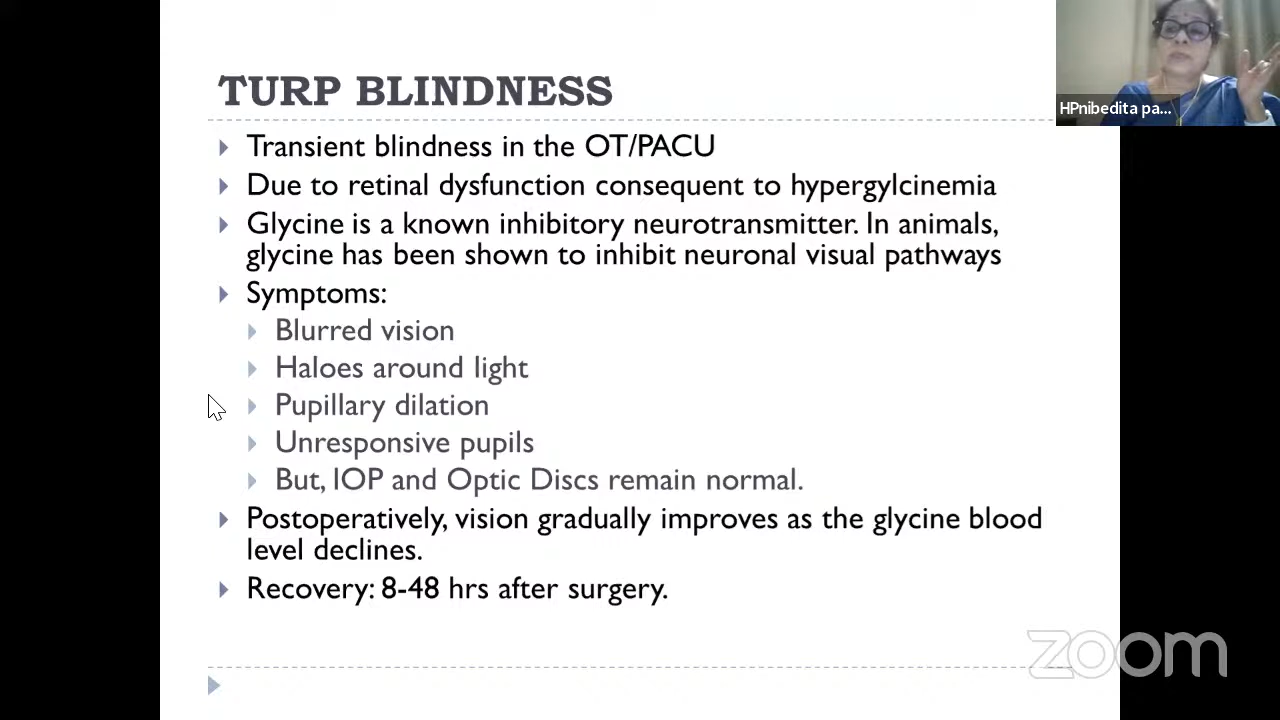 TURP BLINDNESS
Transient blindness in the OT/PACU
Due to retinal dysfunction consequent to hypergylcinemia
Glycine is a known inhibitory neurotransmitter. In animals,
glycine has been shown to inhibit neuronal visual pathways
Symptoms:
Blurred vision
Haloes around light
Pupillary dilation
Unresponsive pupils
But, IOP and Optic Discs remain normal.
Postoperatively, vision gradually improves as the glycine blood
level declines.
Recovery: 8-48 hrs after surgery.
HPnibedita pa...
zoom